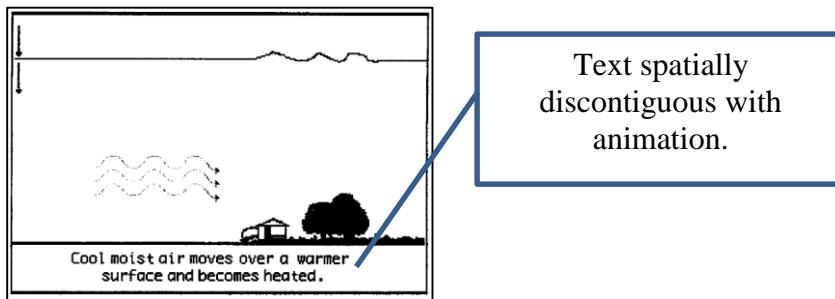 Text spatially
discontiguous with
animation.
Cool moist air moves over a warmer
surface and becomes heated.